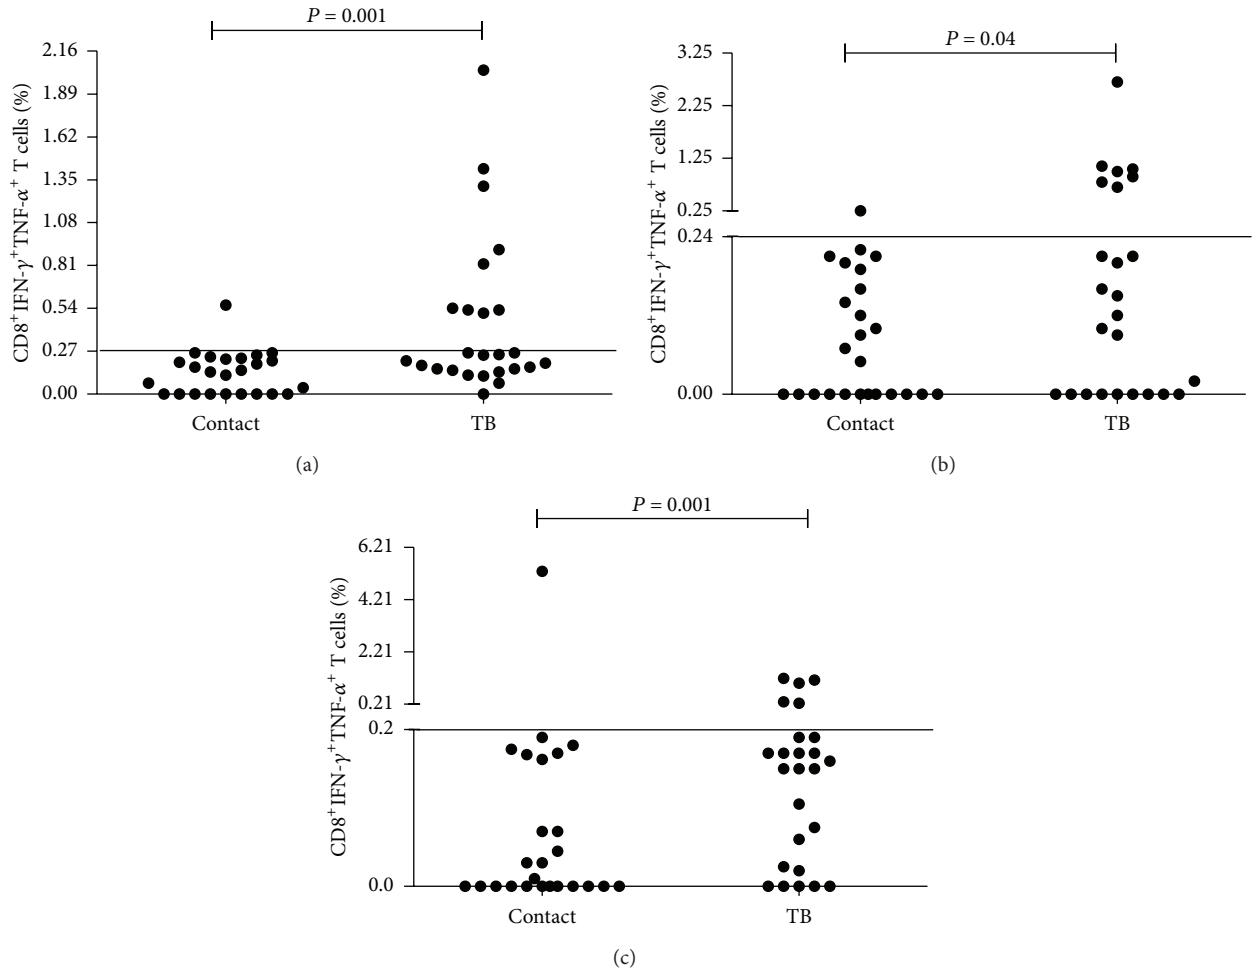 P = 0.001
2.16
1.89
1.62
1.35
1.08
0.81
0.54
0.27
0.00
CD8⁺IFN-γ⁺TNF-α⁺ T cells (%)
Contact TB
(a)
P = 0.04
3.25
2.25
1.25
0.25
0.24
0.00
CD8⁺IFN-γ⁺TNF-α⁺ T cells (%)
Contact TB
(b)
P = 0.001
6.21
4.21
2.21
0.21
0.2
0.0
CD8⁺IFN-γ⁺TNF-α⁺ T cells (%)
Contact TB
(c)